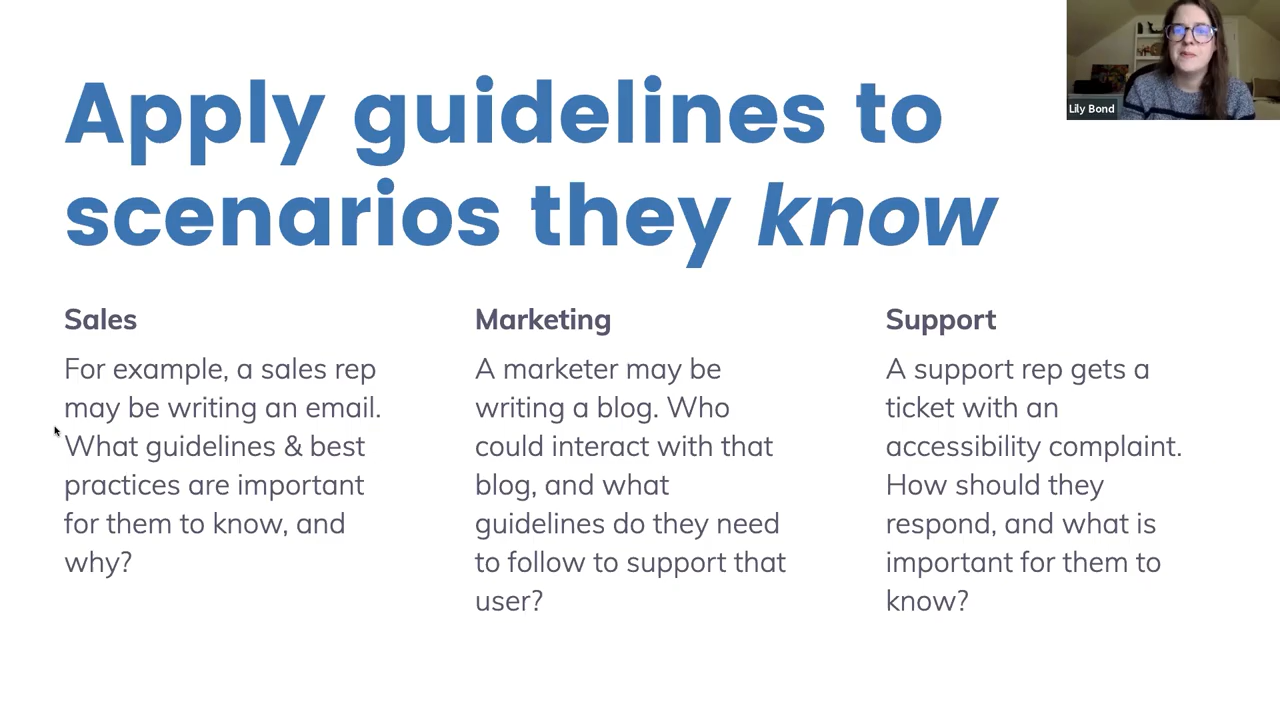 Apply guidelines to
scenarios they know
Lily Bond
Sales
For example, a sales rep
may be writing an email.
What guidelines & best
practices are important
for them to know, and
why?
Marketing
A marketer may be
writing a blog. Who
could interact with that
blog, and what
guidelines do they need
to follow to support that
user?
Support
A support rep gets a
ticket with an
accessibility complaint.
How should they
respond, and what is
important for them to
know?